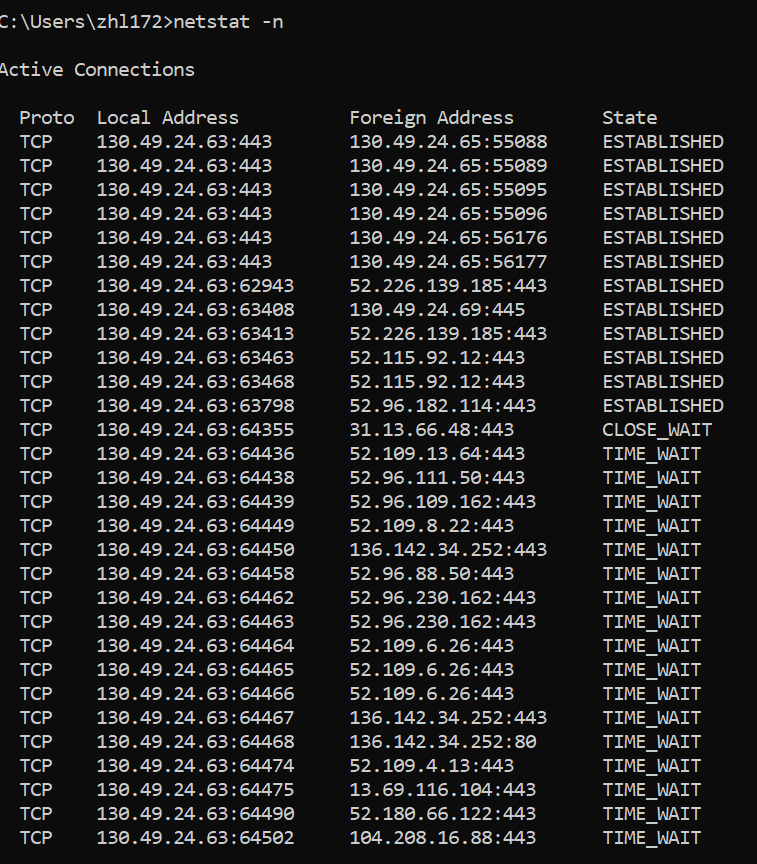 C:\Users\zhl172>netstat -n
Active Connections
Proto Local Address Foreign Address State
TCP 130.49.24.63:443 130.49.24.65:55088 ESTABLISHED
TCP 130.49.24.63:443 130.49.24.65:55089 ESTABLISHED
TCP 130.49.24.63:443 130.49.24.65:55095 ESTABLISHED
TCP 130.49.24.63:443 130.49.24.65:55096 ESTABLISHED
TCP 130.49.24.63:443 130.49.24.65:56176 ESTABLISHED
TCP 130.49.24.63:443 130.49.24.65:56177 ESTABLISHED
TCP 130.49.24.63:62943 52.226.139.185:443 ESTABLISHED
TCP 130.49.24.63:63408 130.49.24.69:445 ESTABLISHED
TCP 130.49.24.63:63413 52.226.139.185:443 ESTABLISHED
TCP 130.49.24.63:63463 52.115.92.12:443 ESTABLISHED
TCP 130.49.24.63:63468 52.115.92.12:443 ESTABLISHED
TCP 130.49.24.63:63798 52.96.182.114:443 ESTABLISHED
TCP 130.49.24.63:64355 31.13.66.48:443 CLOSE_WAIT
TCP 130.49.24.63:64436 52.109.13.64:443 TIME_WAIT
TCP 130.49.24.63:64438 52.96.111.50:443 TIME_WAIT
TCP 130.49.24.63:64439 52.96.109.162:443 TIME_WAIT
TCP 130.49.24.63:64449 52.109.8.22:443 TIME_WAIT
TCP 130.49.24.63:64450 136.142.34.252:443 TIME_WAIT
TCP 130.49.24.63:64458 52.96.88.50:443 TIME_WAIT
TCP 130.49.24.63:64462 52.96.230.162:443 TIME_WAIT
TCP 130.49.24.63:64463 52.96.230.162:443 TIME_WAIT
TCP 130.49.24.63:64464 52.109.6.26:443 TIME_WAIT
TCP 130.49.24.63:64465 52.109.6.26:443 TIME_WAIT
TCP 130.49.24.63:64466 52.109.6.26:443 TIME_WAIT
TCP 130.49.24.63:64467 136.142.34.252:443 TIME_WAIT
TCP 130.49.24.63:64468 136.142.34.252:80 TIME_WAIT
TCP 130.49.24.63:64474 52.109.4.13:443 TIME_WAIT
TCP 130.49.24.63:64475 13.69.116.104:443 TIME_WAIT
TCP 130.49.24.63:64490 52.180.66.122:443 TIME_WAIT
TCP 130.49.24.63:64502 104.208.16.88:443 TIME_WAIT